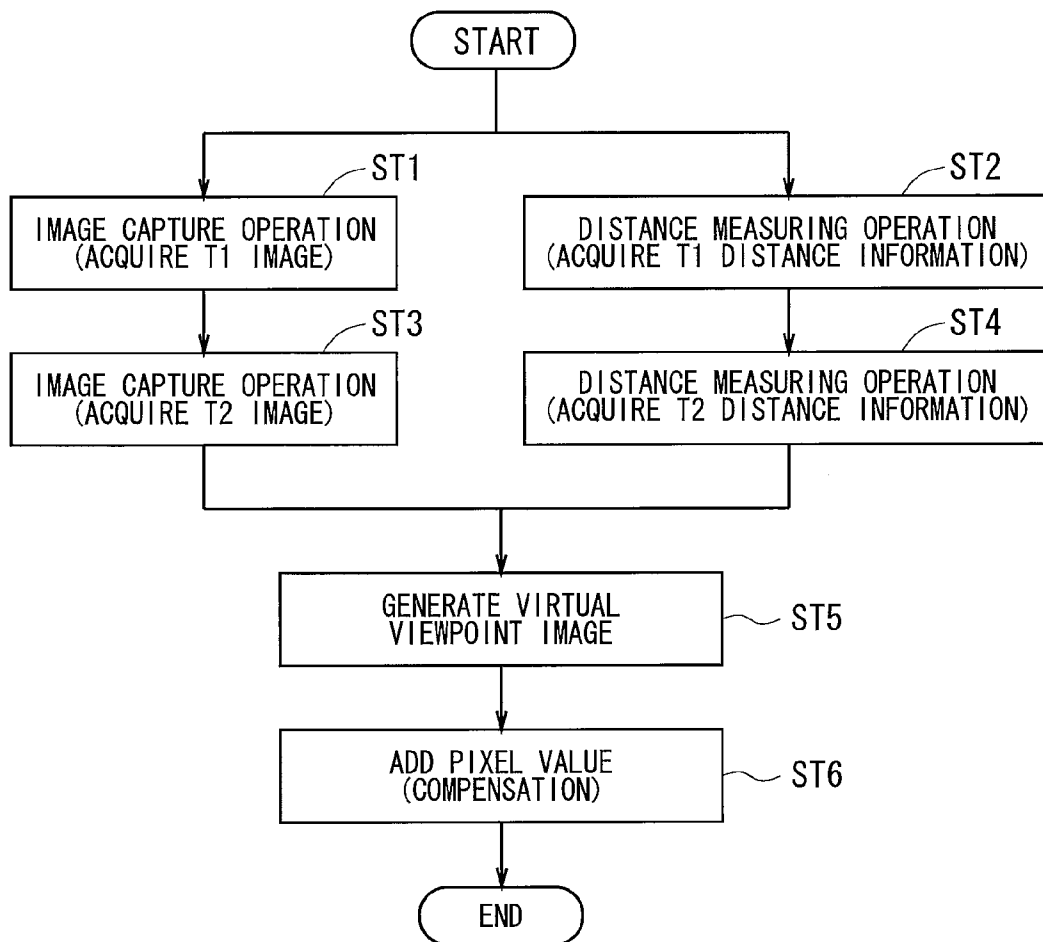 START
ST1
IMAGE CAPTURE OPERATION
(ACQUIRE T1 IMAGE)
ST2
DISTANCE MEASURING OPERATION
(ACQUIRE T1 DISTANCE INFORMATION)
ST3
IMAGE CAPTURE OPERATION
(ACQUIRE T2 IMAGE)
ST4
DISTANCE MEASURING OPERATION
(ACQUIRE T2 DISTANCE INFORMATION)
GENERATE VIRTUAL
VIEWPOINT IMAGE
ST5
ADD PIXEL VALUE
(COMPENSATION)
ST6
END